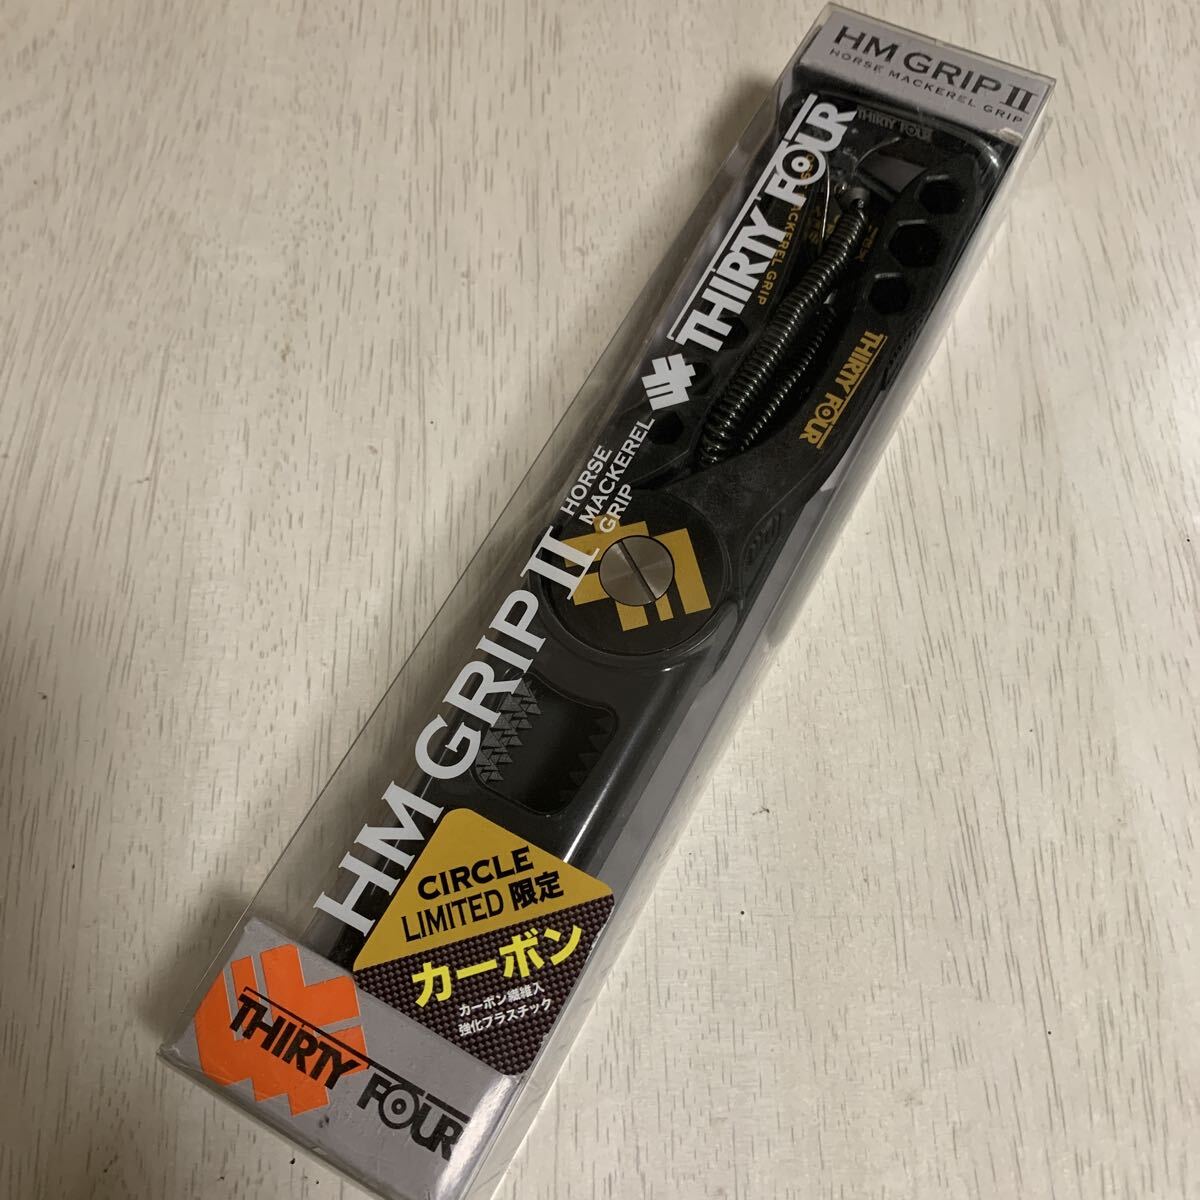 HM GRIP II
HORSE MACKEREL GRIP
THIRTY FOUR
THIRTY FOUR
MACKEREL GRIP
THIRTY FOUR
HORSE
MACKEREL
GRIP
HM GRIP II
CIRCLE
LIMITED 限定
カーボン
カーボン繊維入
強化プラスチック
THIRTY FOUR